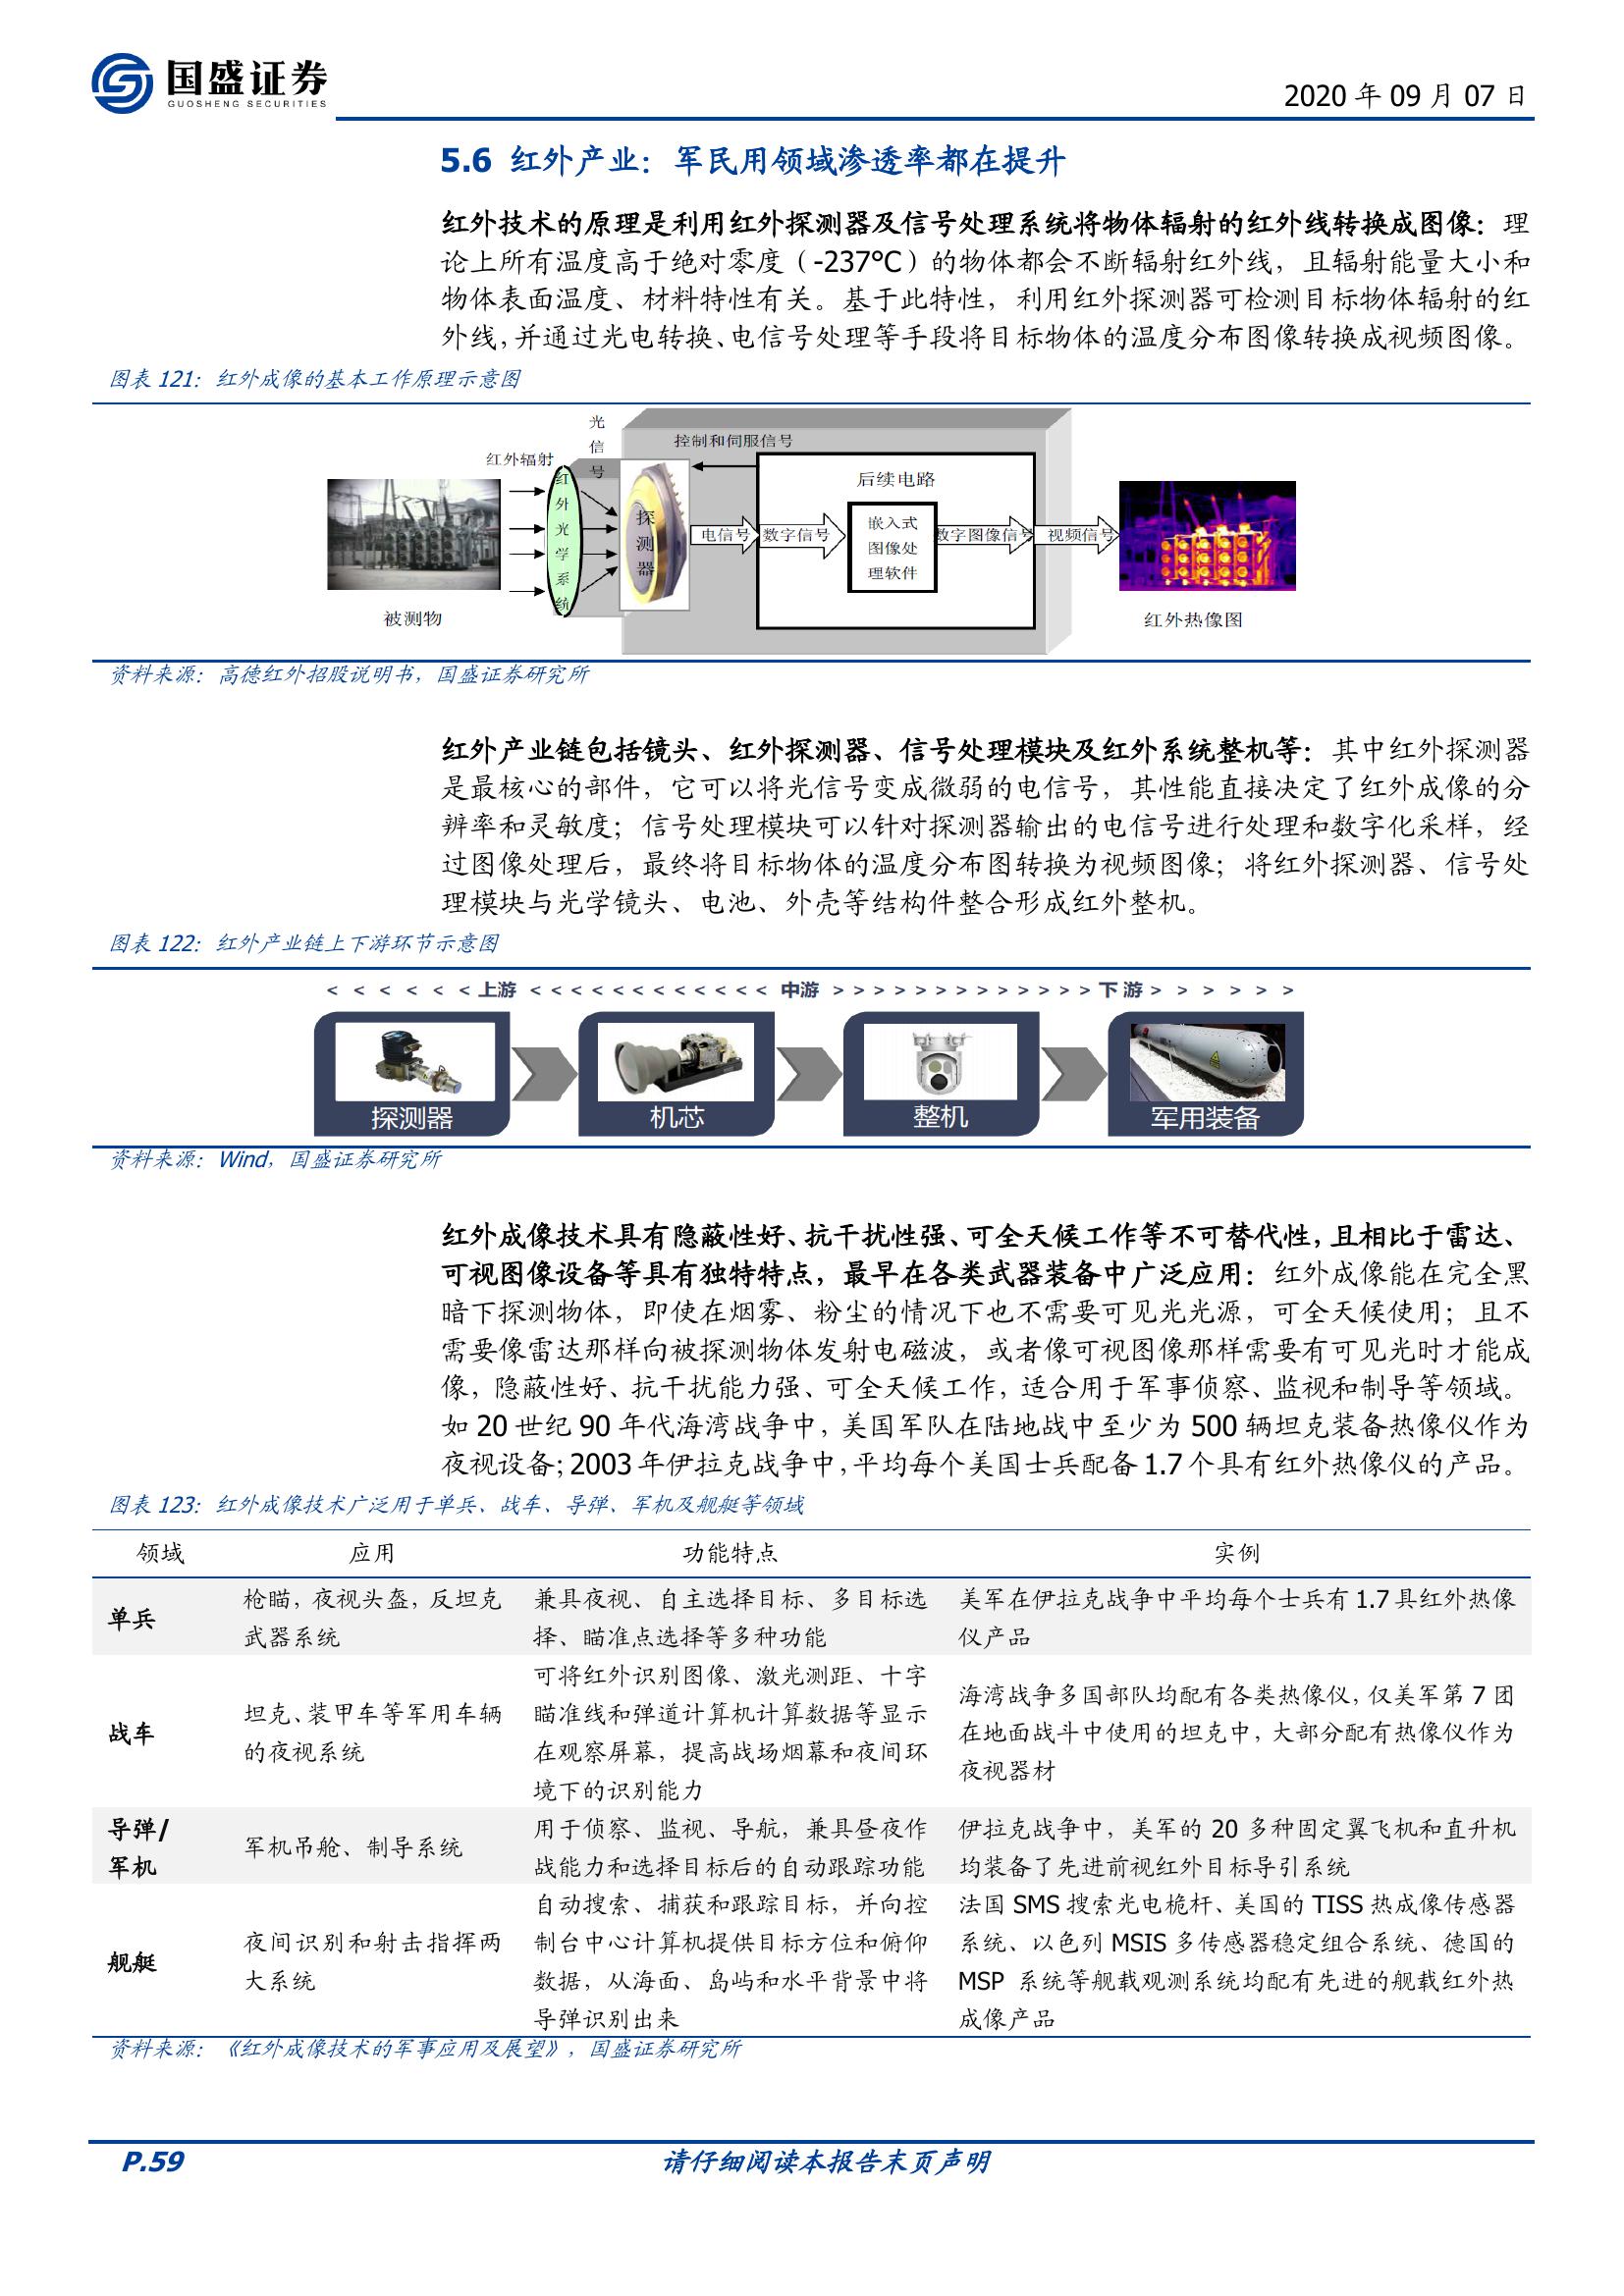 国盛证券
GUOSHENG SECURITIES
2020 年 09 月 07 日
5.6 红外产业：军民用领域渗透率都在提升
红外技术的原理是利用红外探测器及信号处理系统将物体辐射的红外线转换成图像：理
论上所有温度高于绝对零度（-237℃）的物体都会不断辐射红外线，且辐射能量大小和
物体表面温度、材料特性有关。基于此特性，利用红外探测器可检测目标物体辐射的红
外线，并通过光电转换、电信号处理等手段将目标物体的温度分布图像转换成视频图像。
图表 121：红外成像的基本工作原理示意图
光信号
控制和伺服信号
红外辐射
红外光学系统
探测器
后续电路
电信号
数字信号
嵌入式
图像处
理软件
数字图像信号
视频信号
被测物
红外热像图
资料来源：高德红外招股说明书，国盛证券研究所
红外产业链包括镜头、红外探测器、信号处理模块及红外系统整机等：其中红外探测器
是最核心的部件，它可以将光信号变成微弱的电信号，其性能直接决定了红外成像的分
辨率和灵敏度；信号处理模块可以针对探测器输出的电信号进行处理和数字化采样，经
过图像处理后，最终将目标物体的温度分布图转换为视频图像；将红外探测器、信号处
理模块与光学镜头、电池、外壳等结构件整合形成红外整机。
图表 122：红外产业链上下游环节示意图
< < < < < < 上游 < < < < < < < < < < < < 中游 > > > > > > > > > > > > > 下游 > > > > > >
探测器
机芯
整机
军用装备
资料来源：Wind，国盛证券研究所
红外成像技术具有隐蔽性好、抗干扰性强、可全天候工作等不可替代性，且相比于雷达、
可视图像设备等具有独特特点，最早在各类武器装备中广泛应用：红外成像能在完全黑
暗下探测物体，即使在烟雾、粉尘的情况下也不需要可见光光源，可全天候使用；且不
需要像雷达那样向被探测物体发射电磁波，或者像可视图像那样需要有可见光时才能成
像，隐蔽性好、抗干扰能力强、可全天候工作，适合用于军事侦察、监视和制导等领域。
如 20 世纪 90 年代海湾战争中，美国军队在陆地战中至少为 500 辆坦克装备热像仪作为
夜视设备；2003 年伊拉克战争中，平均每个美国士兵配备 1.7 个具有红外热像仪的产品。
图表 123：红外成像技术广泛用于单兵、战车、导弹、军机及舰艇等领域
领域 应用 功能特点 实例
单兵
枪瞄，夜视头盔，反坦克
武器系统
兼具夜视、自主选择目标、多目标选
择、瞄准点选择等多种功能
美军在伊拉克战争中平均每个士兵有 1.7 具红外热像
仪产品
战车
坦克、装甲车等军用车辆
的夜视系统
可将红外识别图像、激光测距、十字
瞄准线和弹道计算机计算数据等显示
在观察屏幕，提高战场烟幕和夜间环
境下的识别能力
海湾战争多国部队均配有各类热像仪，仅美军第 7 团
在地面战斗中使用的坦克中，大部分配有热像仪作为
夜视器材
导弹/
军机
军机吊舱、制导系统
用于侦察、监视、导航，兼具昼夜作
战能力和选择目标后的自动跟踪功能
伊拉克战争中，美军的 20 多种固定翼飞机和直升机
均装备了先进前视红外目标导引系统
舰艇
夜间识别和射击指挥两
大系统
自动搜索、捕获和跟踪目标，并向控
制台中心计算机提供目标方位和俯仰
数据，从海面、岛屿和水平背景中将
导弹识别出来
法国 SMS 搜索光电桅杆、美国的 TISS 热成像传感器
系统、以色列 MSIS 多传感器稳定组合系统、德国的
MSP 系统等舰载观测系统均配有先进的舰载红外热
成像产品
资料来源：《红外成像技术的军事应用及展望》，国盛证券研究所
P.59
请仔细阅读本报告末页声明